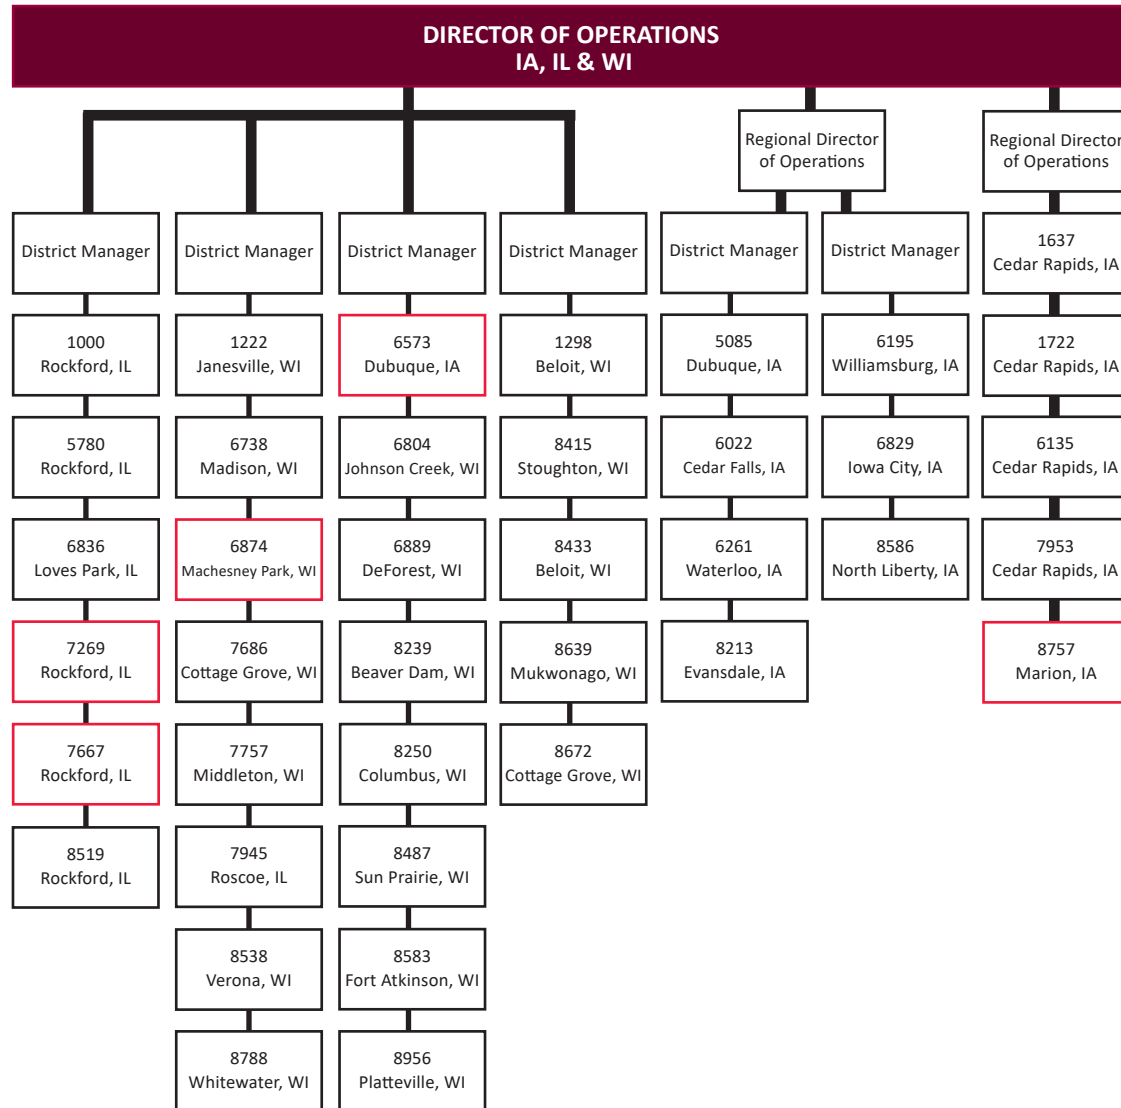 DIRECTOR OF OPERATIONS
IA, IL & WI
Regional Director
of Operations
Regional Director
of Operations
District Manager
District Manager
District Manager
District Manager
District Manager
District Manager
1637
Cedar Rapids, IA
1000
Rockford, IL
1222
Janesville, WI
6573
Dubuque, IA
1298
Beloit, WI
5085
Dubuque, IA
6195
Williamsburg, IA
1722
Cedar Rapids, IA
5780
Rockford, IL
6738
Madison, WI
6804
Johnson Creek, WI
8415
Stoughton, WI
6022
Cedar Falls, IA
6829
Iowa City, IA
6135
Cedar Rapids, IA
6836
Loves Park, IL
6874
Machesney Park, WI
6889
DeForest, WI
8433
Beloit, WI
6261
Waterloo, IA
8586
North Liberty, IA
7953
Cedar Rapids, IA
7269
Rockford, IL
7686
Cottage Grove, WI
8239
Beaver Dam, WI
8639
Mukwonago, WI
8213
Evansdale, IA
8757
Marion, IA
7667
Rockford, IL
7757
Middleton, WI
8250
Columbus, WI
8672
Cottage Grove, WI
8519
Rockford, IL
7945
Roscoe, IL
8487
Sun Prairie, WI
8538
Verona, WI
8583
Fort Atkinson, WI
8788
Whitewater, WI
8956
Platteville, WI